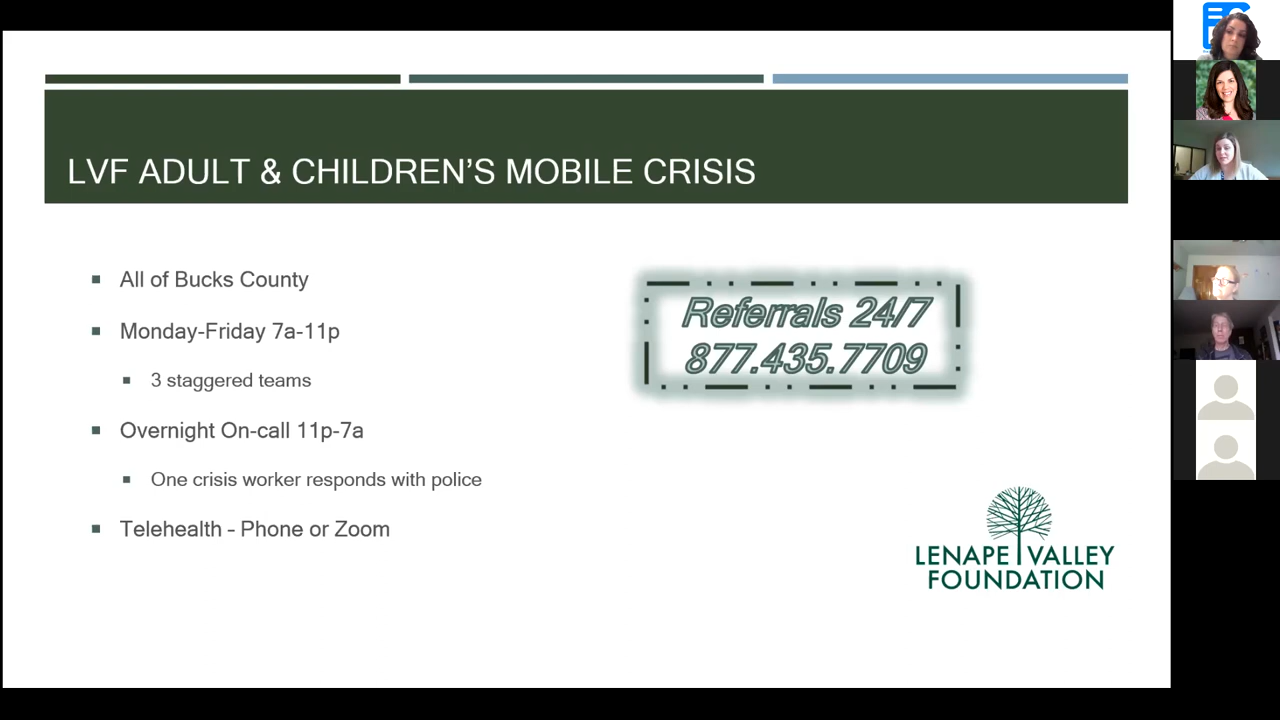 LVF ADULT & CHILDREN'S MOBILE CRISIS
All of Bucks County
Monday-Friday 7a-11p
3 staggered teams
Overnight On-call 11p-7a
One crisis worker responds with police
Telehealth – Phone or Zoom
Referrals 24/7
877.435.7709
LENAPE VALLEY
FOUNDATION